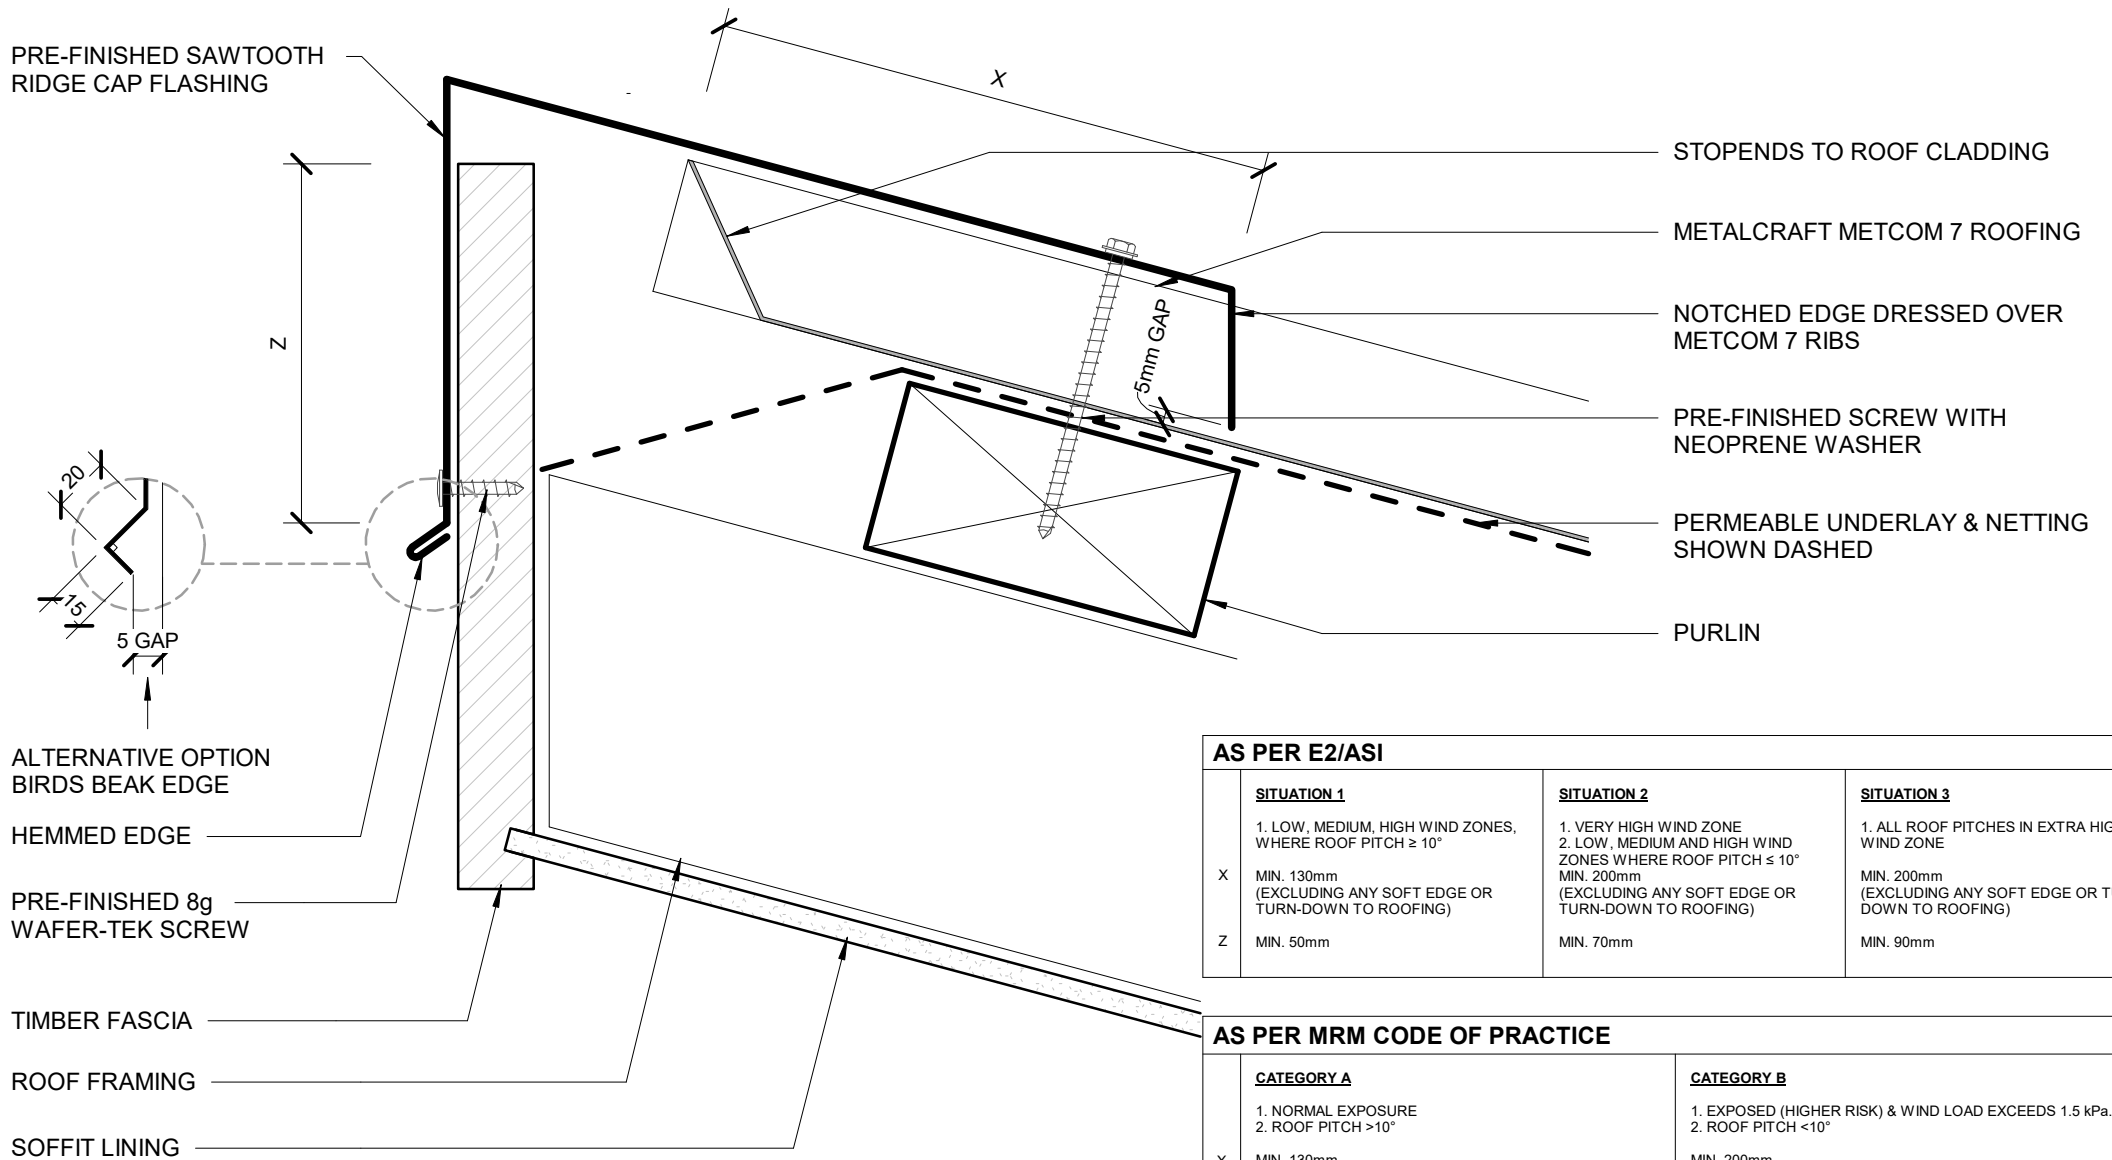 PRE-FINISHED SAWTOOTH
RIDGE CAP FLASHING
X
STOPENDS TO ROOF CLADDING
METALCRAFT METCOM 7 ROOFING
NOTCHED EDGE DRESSED OVER
METCOM 7 RIBS
5mm GAP
PRE-FINISHED SCREW WITH
NEOPRENE WASHER
PERMEABLE UNDERLAY & NETTING
SHOWN DASHED
PURLIN
Z
20
15
5 GAP
ALTERNATIVE OPTION
BIRDS BEAK EDGE
HEMMED EDGE
PRE-FINISHED 8g
WAFER-TEK SCREW
TIMBER FASCIA
ROOF FRAMING
SOFFIT LINING
AS PER E2/ASI
SITUATION 1
1. LOW, MEDIUM, HIGH WIND ZONES,
WHERE ROOF PITCH ≥ 10°
X
MIN. 130mm
(EXCLUDING ANY SOFT EDGE OR
TURN-DOWN TO ROOFING)
Z
MIN. 50mm
SITUATION 2
1. VERY HIGH WIND ZONE
2. LOW, MEDIUM AND HIGH WIND
ZONES WHERE ROOF PITCH ≤ 10°
MIN. 200mm
(EXCLUDING ANY SOFT EDGE OR
TURN-DOWN TO ROOFING)
MIN. 70mm
SITUATION 3
1. ALL ROOF PITCHES IN EXTRA
WIND ZONE
MIN. 200mm
(EXCLUDING ANY SOFT EDGE OR
DOWN TO ROOFING)
MIN. 90mm
AS PER MRM CODE OF PRACTICE
CATEGORY A
1. NORMAL EXPOSURE
2. ROOF PITCH >10°
X
MIN. 130mm
CATEGORY B
1. EXPOSED (HIGHER RISK) & WIND LOAD EXCEEDS 1.5 kPa.
2. ROOF PITCH <10°
MIN. 200mm